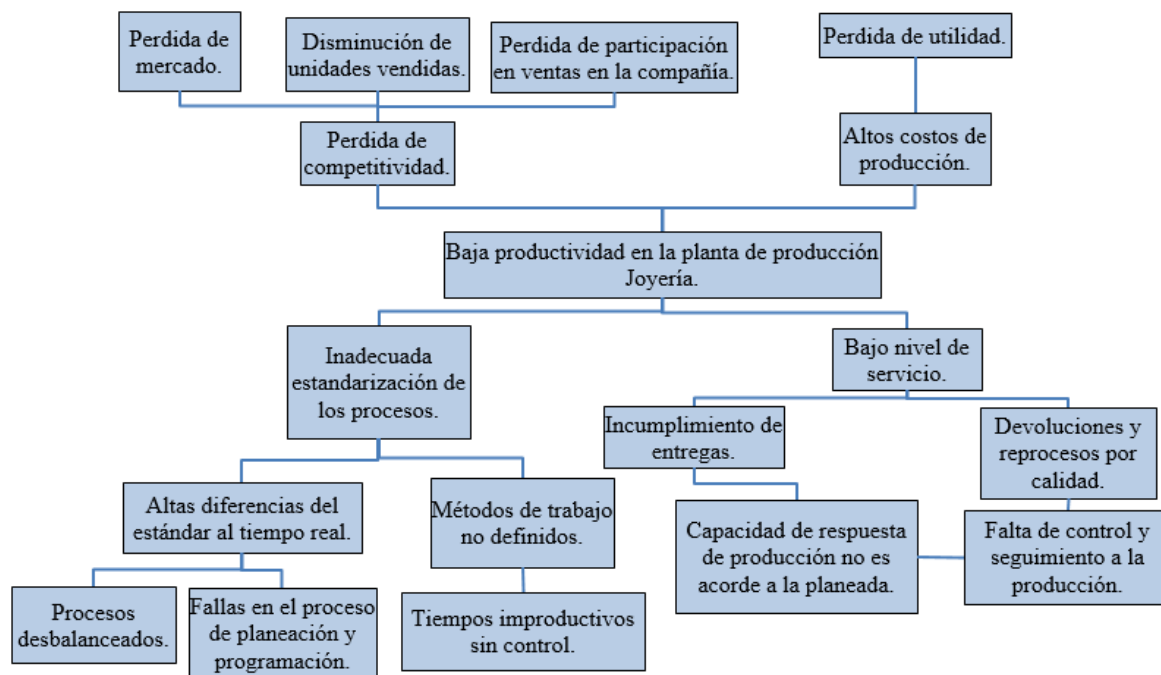 Perdida de
mercado.
Disminución de
unidades vendidas.
Perdida de participación
en ventas en la compañía.
Perdida de utilidad.
Perdida de
competitividad.
Altos costos de
producción.
Baja productividad en la planta de producción
Joyería.
Inadecuada
estandarización de
los procesos.
Bajo nivel de
servicio.
Incumplimiento de
entregas.
Devoluciones y
reprocesos por
calidad.
Altas diferencias del
estándar al tiempo real.
Métodos de trabajo
no definidos.
Capacidad de respuesta
de producción no es
acorde a la planeada.
Falta de control y
seguimiento a la
producción.
Procesos
desbalanceados.
Fallas en el proceso
de planeación y
programación.
Tiempos improductivos
sin control.